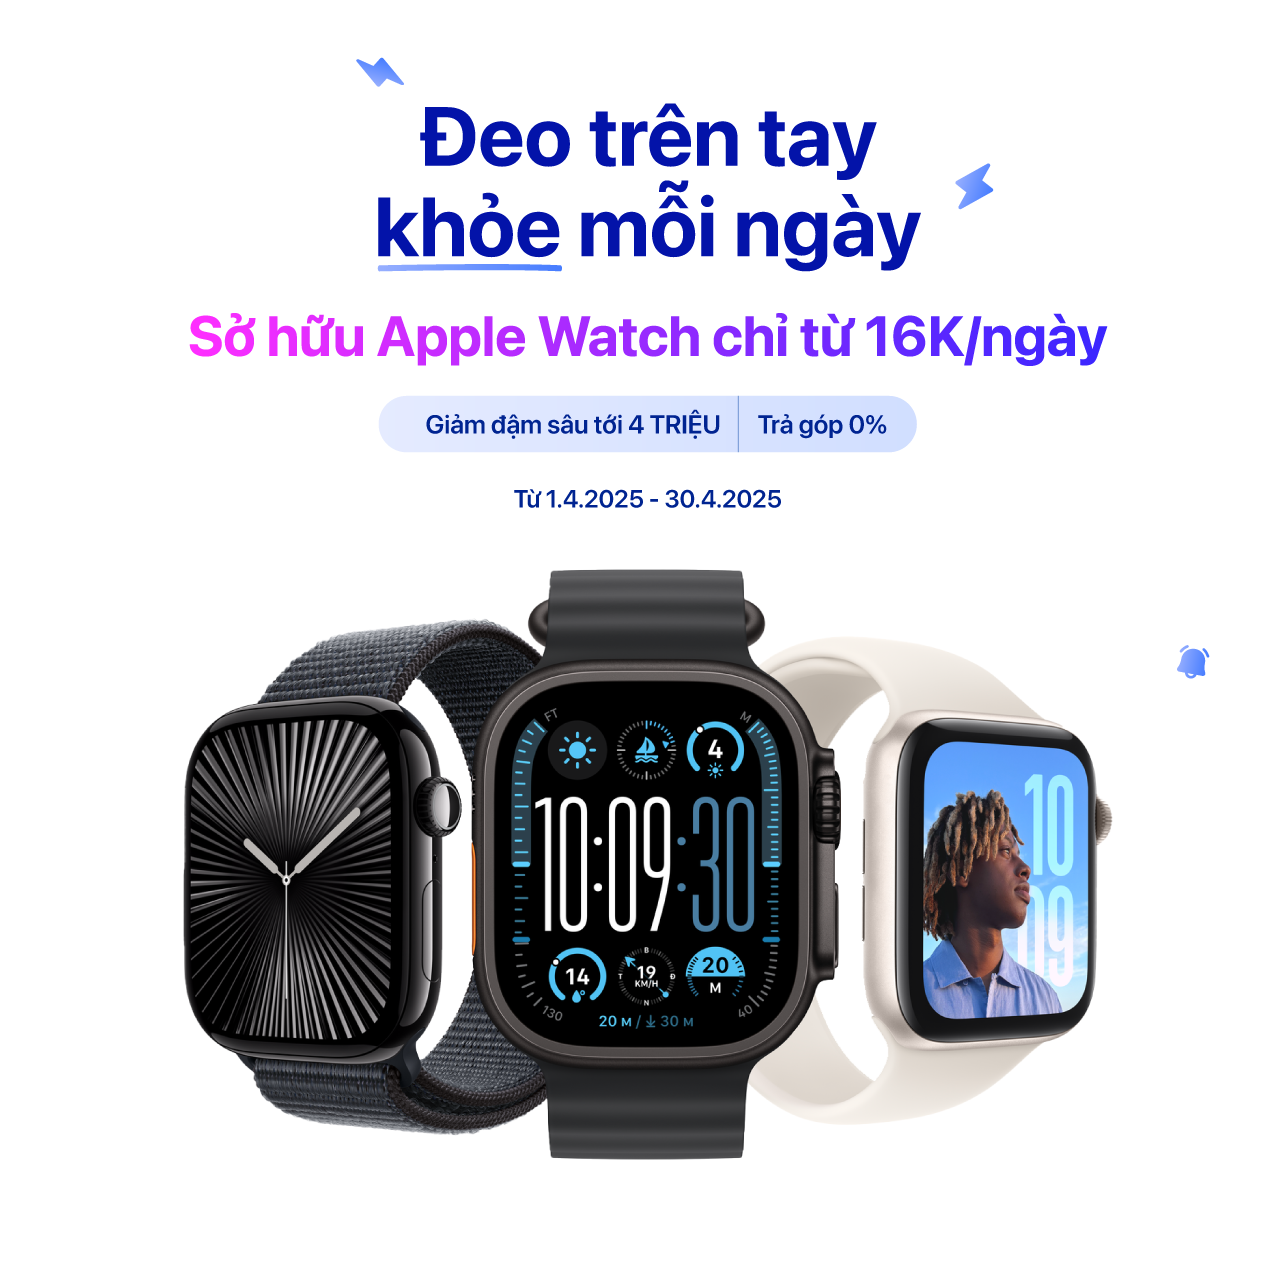 Đeo trên tay
khỏe mỗi ngày
Sở hữu Apple Watch chỉ từ 16K/ngày
Giảm đậm sâu tới 4 TRIỆU
Trả góp 0%
Từ 1.4.2025 - 30.4.2025
FT
M
4
10:09:30
14
B
T
19
Đ
KM/H
N
20
M
130
40
20 M / 30 M
10
09